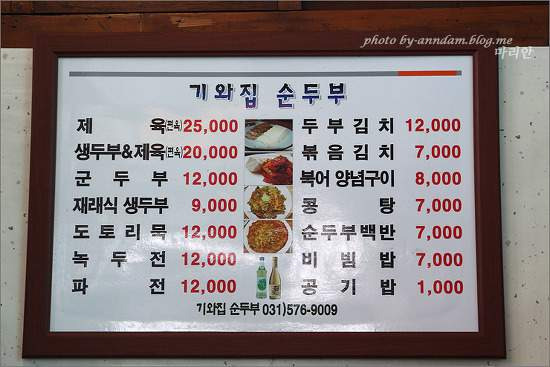 photo by-anndam.blog.me
마리안
기와집 순두부
제 육(편육) 25,000
생두부&제육(편육) 20,000
군 두 부 12,000
재래식 생두부 9,000
도 토 리 묵 12,000
녹 두 전 12,000
파 전 12,000
두 부 김 치 12,000
볶 음 김 치 7,000
북어 양념구이 8,000
콩 탕 7,000
순두부백반 7,000
비 빔 밥 7,000
공 기 밥 1,000
기와집 순두부 031)576-9009